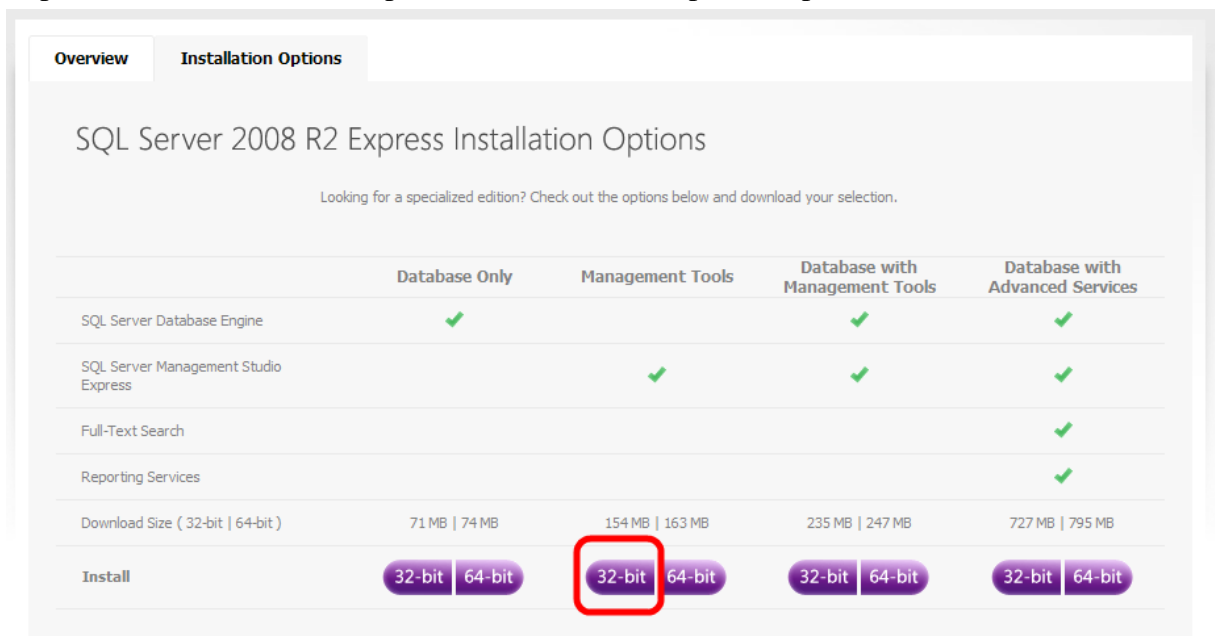 Overview Installation Options
SQL Server 2008 R2 Express Installation Options
Looking for a specialized edition? Check out the options below and download your selection.
Database Only Management Tools Database with Management Tools Database with Advanced Services
SQL Server Database Engine
SQL Server Management Studio
Express
Full-Text Search
Reporting Services
Download Size ( 32-bit | 64-bit ) 71 MB | 74 MB 154 MB | 163 MB 235 MB | 247 MB 727 MB | 795 MB
Install 32-bit 64-bit 32-bit 64-bit 32-bit 64-bit 32-bit 64-bit